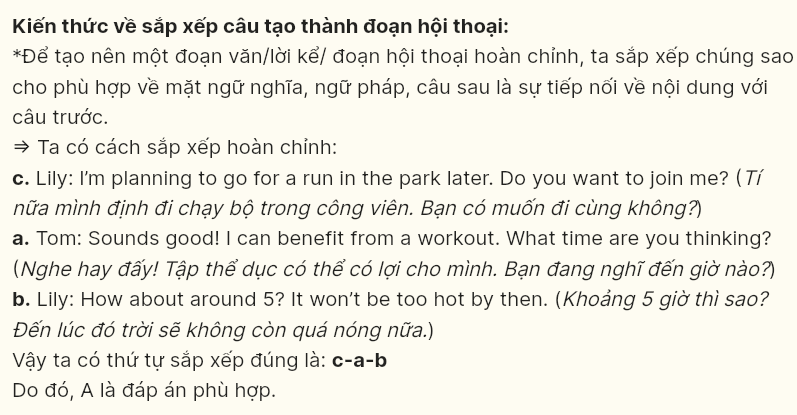 Kiến thức về sắp xếp câu tạo thành đoạn hội thoại:
*Để tạo nên một đoạn văn/lời kể/ đoạn hội thoại hoàn chỉnh, ta sắp xếp chúng sao
cho phù hợp về mặt ngữ nghĩa, ngữ pháp, câu sau là sự tiếp nối về nội dung với
câu trước.
⇒ Ta có cách sắp xếp hoàn chỉnh:
c. Lily: I’m planning to go for a run in the park later. Do you want to join me? (Tí
nữa mình định đi chạy bộ trong công viên. Bạn có muốn đi cùng không?)
a. Tom: Sounds good! I can benefit from a workout. What time are you thinking?
(Nghe hay đấy! Tập thể dục có thể có lợi cho mình. Bạn đang nghĩ đến giờ nào?)
b. Lily: How about around 5? It won’t be too hot by then. (Khoảng 5 giờ thì sao?
Đến lúc đó trời sẽ không còn quá nóng nữa.)
Vậy ta có thứ tự sắp xếp đúng là: c-a-b
Do đó, A là đáp án phù hợp.